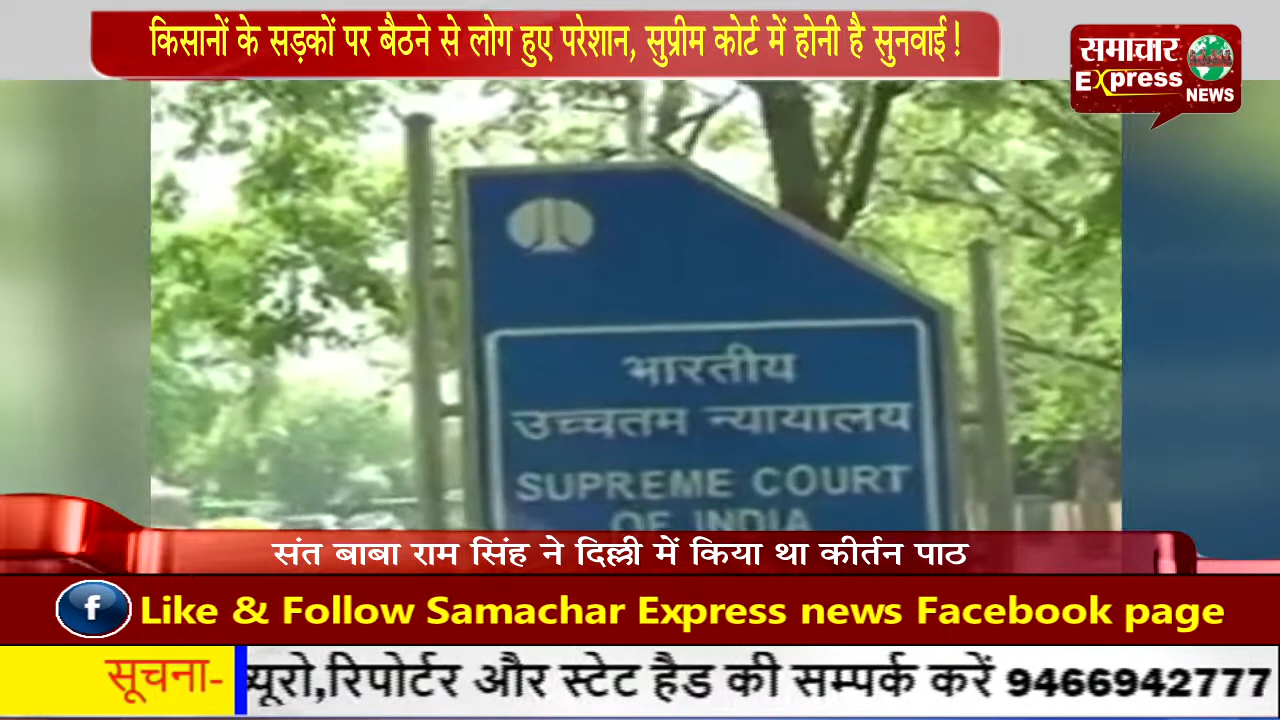 किसानों के सड़कों पर बैठने से लोग हुए परेशान, सुप्रीम कोर्ट में होनी है सुनवाई!
समाचार
Express
NEWS
भारतीय
उच्चतम न्यायालय
SUPREME COURT
OF INDIA
संत बाबा राम सिंह ने दिल्ली में किया था कीर्तन पाठ
f Like & Follow Samachar Express news Facebook page
सूचना- ब्यूरो,रिपोर्टर और स्टेट हैड की सम्पर्क करें 9466942777